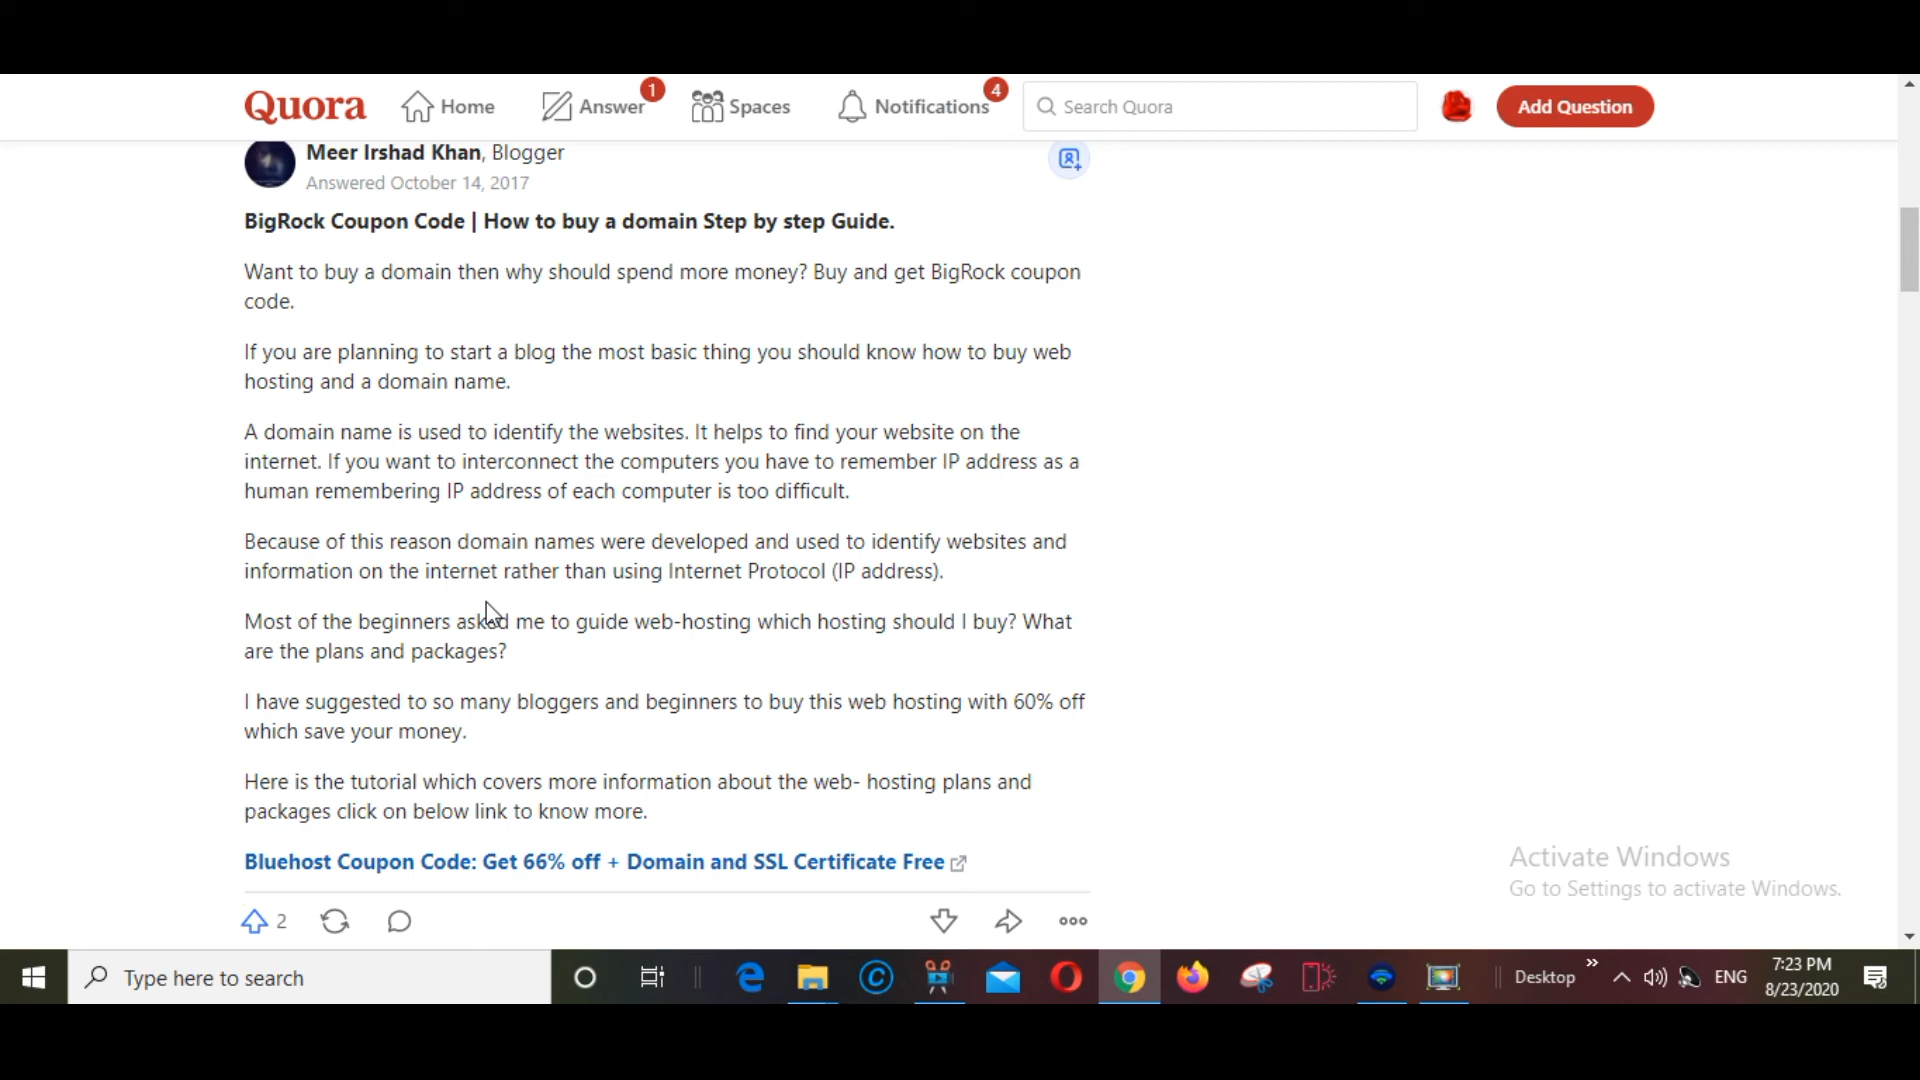 Quora Home Answer 1 Spaces Notifications 4 Search Quora Add Question
Meer Irshad Khan, Blogger
Answered October 14, 2017
BigRock Coupon Code | How to buy a domain Step by step Guide.
Want to buy a domain then why should spend more money? Buy and get BigRock coupon
code.
If you are planning to start a blog the most basic thing you should know how to buy web
hosting and a domain name.
A domain name is used to identify the websites. It helps to find your website on the
internet. If you want to interconnect the computers you have to remember IP address as a
human remembering IP address of each computer is too difficult.
Because of this reason domain names were developed and used to identify websites and
information on the internet rather than using Internet Protocol (IP address).
Most of the beginners asked me to guide web-hosting which hosting should I buy? What
are the plans and packages?
I have suggested to so many bloggers and beginners to buy this web hosting with 60% off
which save your money.
Here is the tutorial which covers more information about the web- hosting plans and
packages click on below link to know more.
Bluehost Coupon Code: Get 66% off + Domain and SSL Certificate Free
2
Activate Windows
Go to Settings to activate Windows.
Type here to search
Desktop
ENG
7:23 PM
8/23/2020